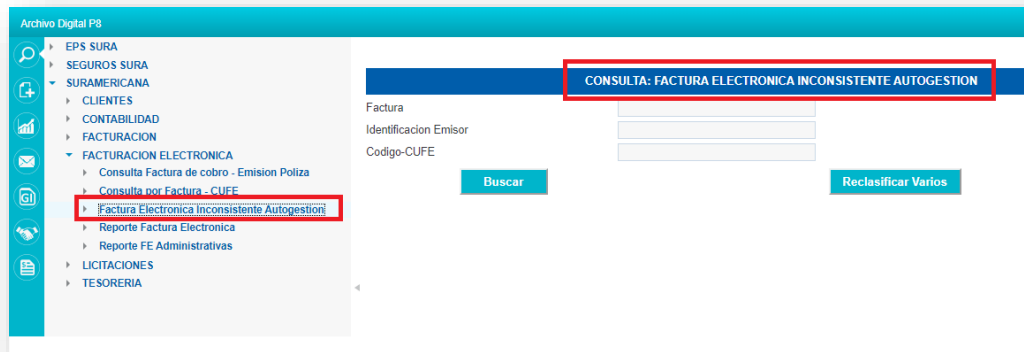 Archivo Digital P8
EPS SURA
SEGUROS SURA
SURAMERICANA
CLIENTES
CONTABILIDAD
FACTURACION
FACTURACION ELECTRONICA
Consulta Factura de cobro - Emision Poliza
Consulta por Factura - CUFE
Factura Electronica Inconsistente Autogestion
Reporte Factura Electronica
Reporte FE Administrativas
LICITACIONES
TESORERIA
GI
CONSULTA: FACTURA ELECTRONICA INCONSISTENTE AUTOGESTION
Factura
Identificacion Emisor
Codigo-CUFE
Buscar
Reclasificar Varios